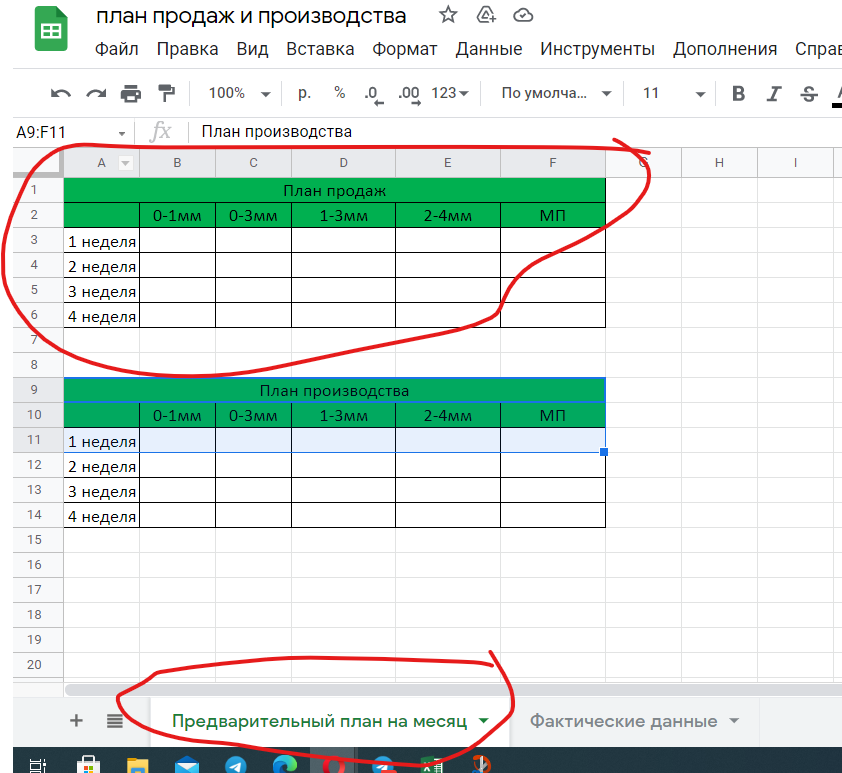 план продаж и производства
Файл Правка Вид Вставка Формат Данные Инструменты Дополнения Справ
100% р. % .0 .00 123 По умолча... 11 B I S
A9:F11 fx План производства
A B C D E F G H I
1 План продаж
2 0-1мм 0-3мм 1-3мм 2-4мм МП
3 1 неделя
4 2 неделя
5 3 неделя
6 4 неделя
7
8
9 План производства
10 0-1мм 0-3мм 1-3мм 2-4мм МП
11 1 неделя
12 2 неделя
13 3 неделя
14 4 неделя
15
16
17
18
19
20
+ Предварительный план на месяц Фактические данные